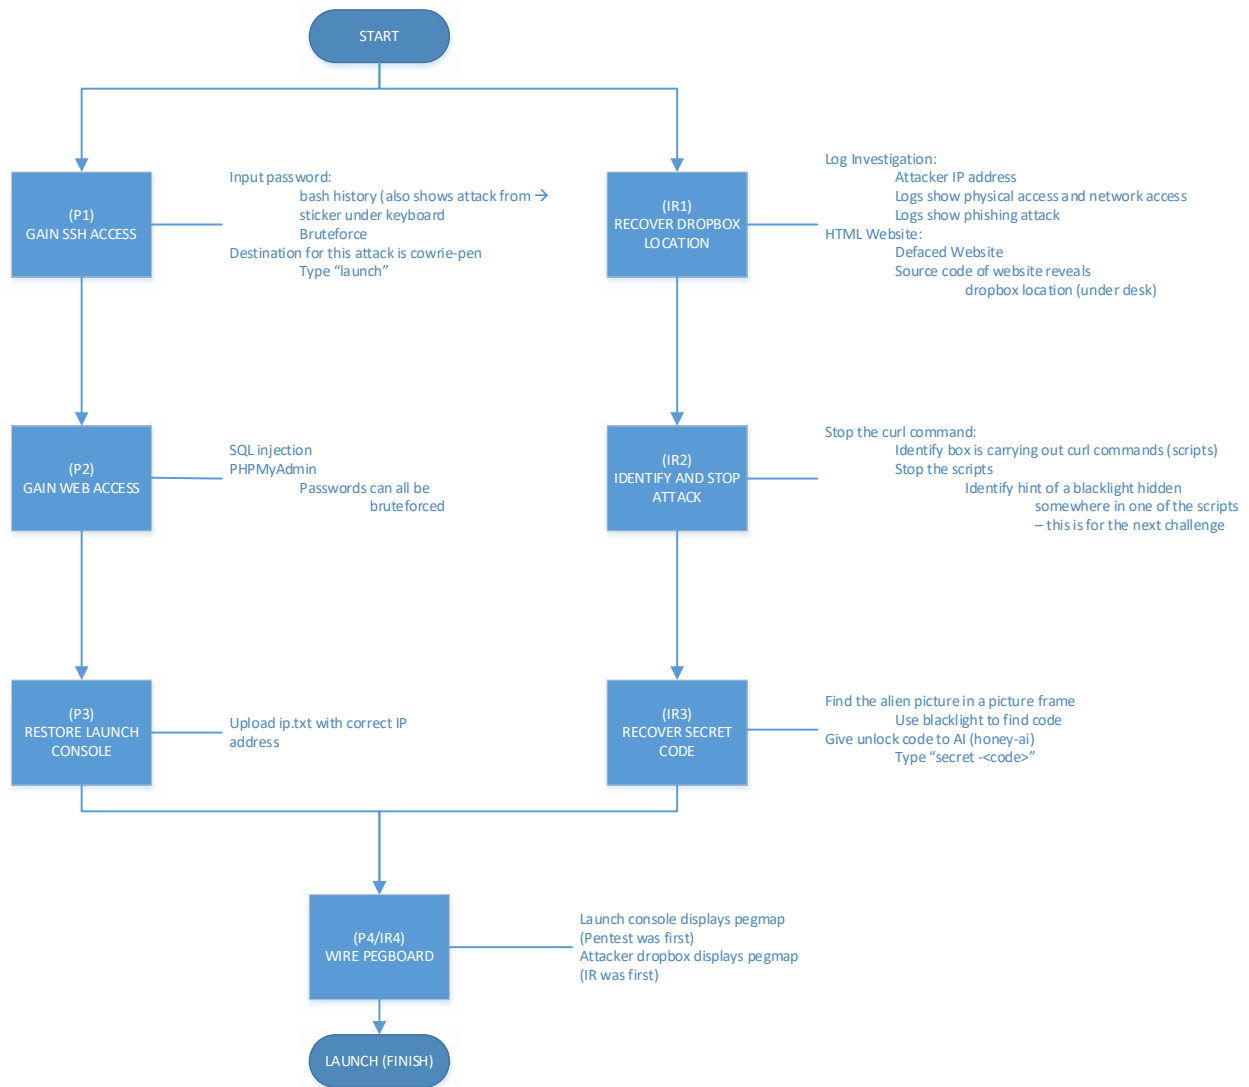 START
(P1)
GAIN SSH ACCESS
Input password:
bash history (also shows attack from →
sticker under keyboard
Bruteforce
Destination for this attack is cowrie-pen
Type “launch”
(IR1)
RECOVER DROPBOX
LOCATION
Log Investigation:
Attacker IP address
Logs show physical access and network access
Logs show phishing attack
HTML Website:
Defaced Website
Source code of website reveals
dropbox location (under desk)
(P2)
GAIN WEB ACCESS
SQL injection
PHPMyAdmin
Passwords can all be
bruteforced
(IR2)
IDENTIFY AND STOP
ATTACK
Stop the curl command:
Identify box is carrying out curl commands (scripts)
Stop the scripts
Identify hint of a blacklight hidden
somewhere in one of the scripts
– this is for the next challenge
(P3)
RESTORE LAUNCH
CONSOLE
Upload ip.txt with correct IP
address
(IR3)
RECOVER SECRET
CODE
Find the alien picture in a picture frame
Use blacklight to find code
Give unlock code to AI (honey-ai)
Type “secret -<code>”
(P4/IR4)
WIRE PEGBOARD
Launch console displays pegmap
(Pentest was first)
Attacker dropbox displays pegmap
(IR was first)
LAUNCH (FINISH)